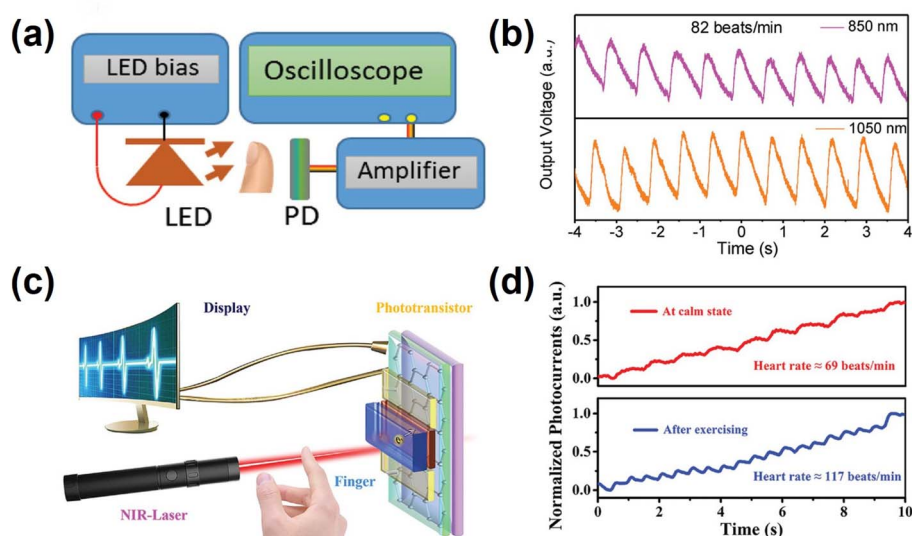 (a)
LED bias
Oscilloscope
Amplifier
LED
PD
(b)
82 beats/min
850 nm
1050 nm
Output Voltage (a.u.)
-4 -3 -2 -1 0 1 2 3 4
Time (s)
(c)
Display
Phototransistor
Finger
NIR-Laser
(d)
Normalized Photocurrents (a.u.)
1.0
0.5
0.0
At calm state
Heart rate ≈ 69 beats/min
1.0
0.5
0.0
After exercising
Heart rate ≈ 117 beats/min
0 2 4 6 8 10
Time (s)